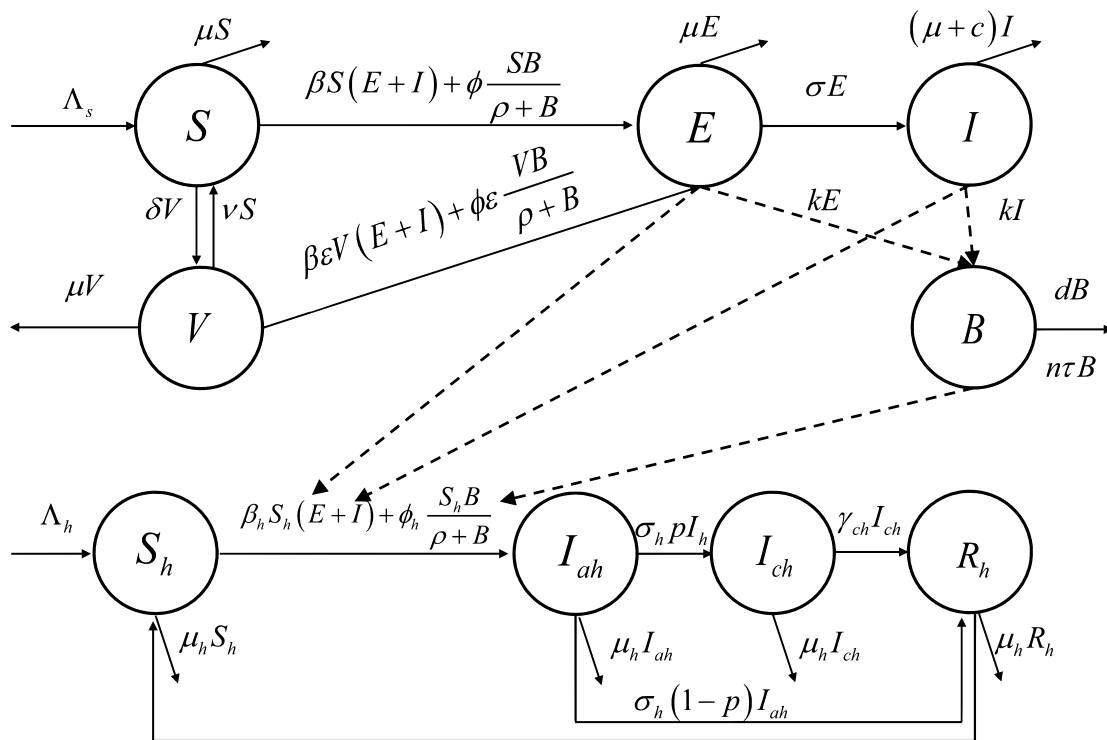 μS
μE
(μ + c)I
Λ_s
βS(E + I) + ϕ SB/(ρ + B)
σE
S
E
I
δV
νS
βεV(E + I) + ϕε VB/(ρ + B)
kE
kI
μV
V
B
dB
nτB
Λ_h
β_h S_h (E + I) + ϕ_h S_h B/(ρ + B)
σ_h pI_h
γ_ch I_ch
S_h
I_ah
I_ch
R_h
μ_h S_h
μ_h I_ah
μ_h I_ch
μ_h R_h
σ_h (1 − p) I_ah